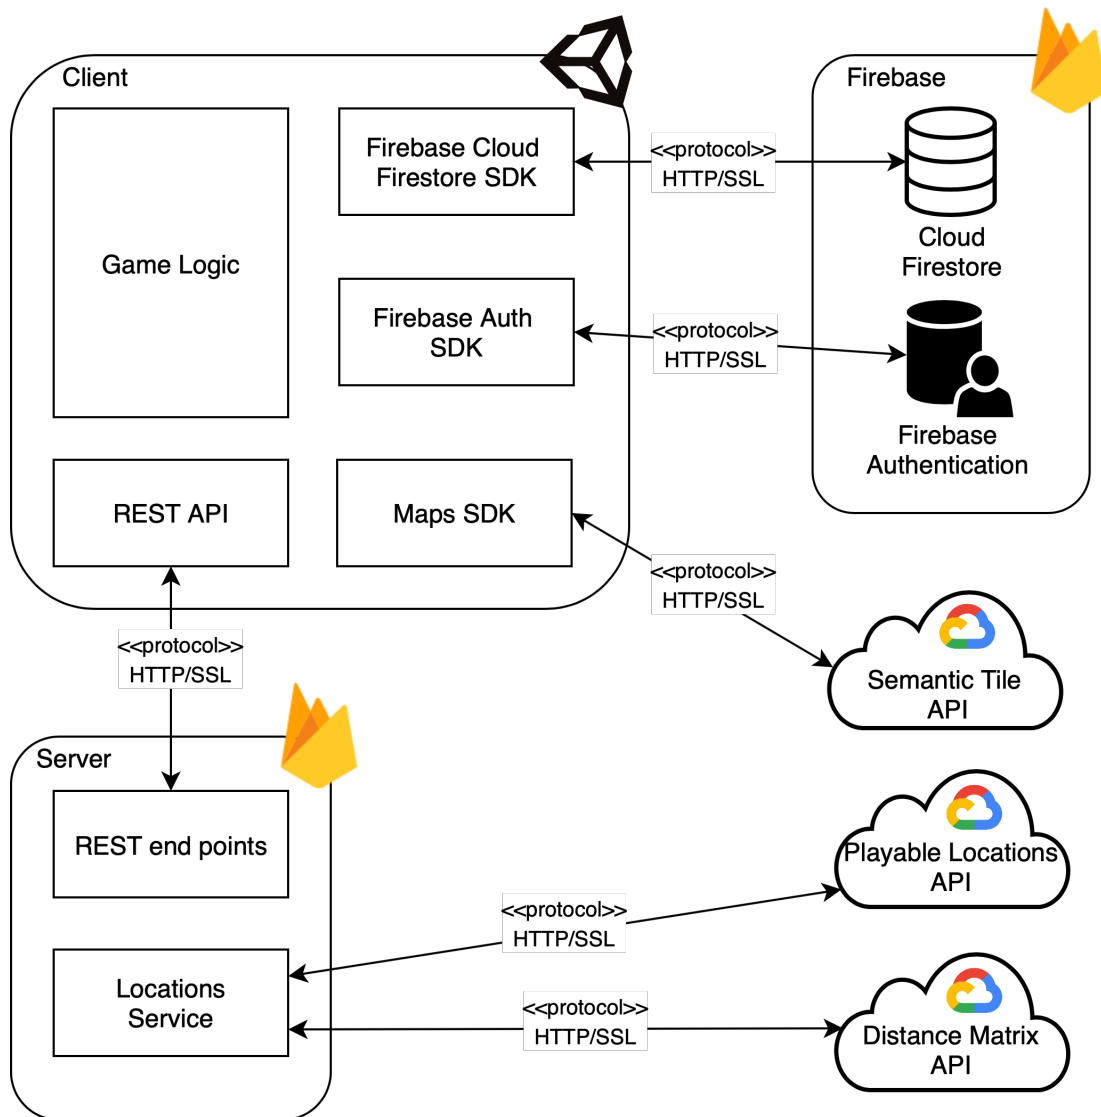 Client
Game Logic
Firebase Cloud
Firestore SDK
Firebase Auth
SDK
REST API
Maps SDK
<<protocol>>
HTTP/SSL
<<protocol>>
HTTP/SSL
Firebase
Cloud
Firestore
Firebase
Authentication
<<protocol>>
HTTP/SSL
<<protocol>>
HTTP/SSL
Semantic Tile
API
Server
REST end points
Locations
Service
<<protocol>>
HTTP/SSL
Playable Locations
API
<<protocol>>
HTTP/SSL
Distance Matrix
API